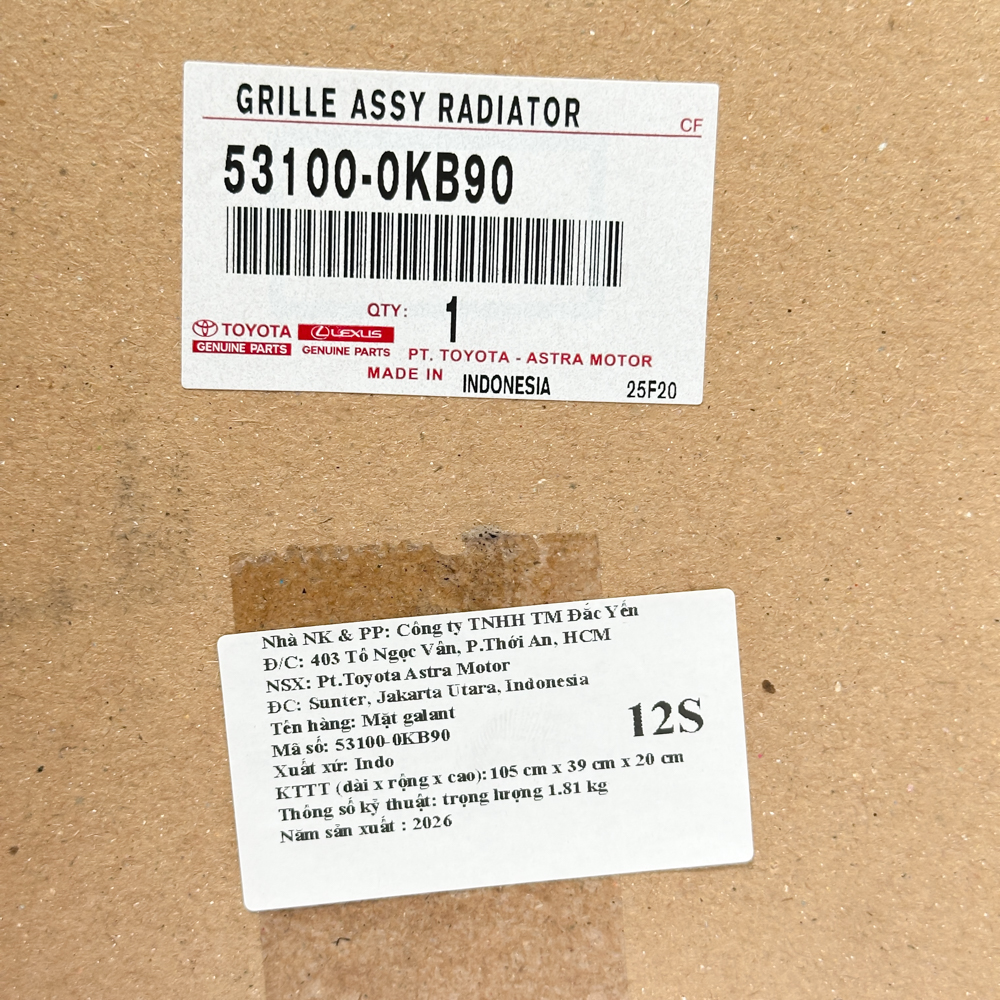 GRILLE ASSY RADIATOR
CF
53100-0KB90
QTY: 1
TOYOTA LEXUS
GENUINE PARTS GENUINE PARTS PT. TOYOTA - ASTRA MOTOR
MADE IN INDONESIA 25F20
Nhà NK & PP: Công ty TNHH TM Đắc Yến
Đ/C: 403 Tô Ngọc Vân, P.Thới An, HCM
NSX: Pt.Toyota Astra Motor
ĐC: Sunter, Jakarta Utara, Indonesia
Tên hàng: Mặt galant
12S
Mã số: 53100-0KB90
Xuất xứ: Indo
KTTT (dài x rộng x cao): 105 cm x 39 cm x 20 cm
Thông số kỹ thuật: trọng lượng 1.81 kg
Năm sản xuất : 2026